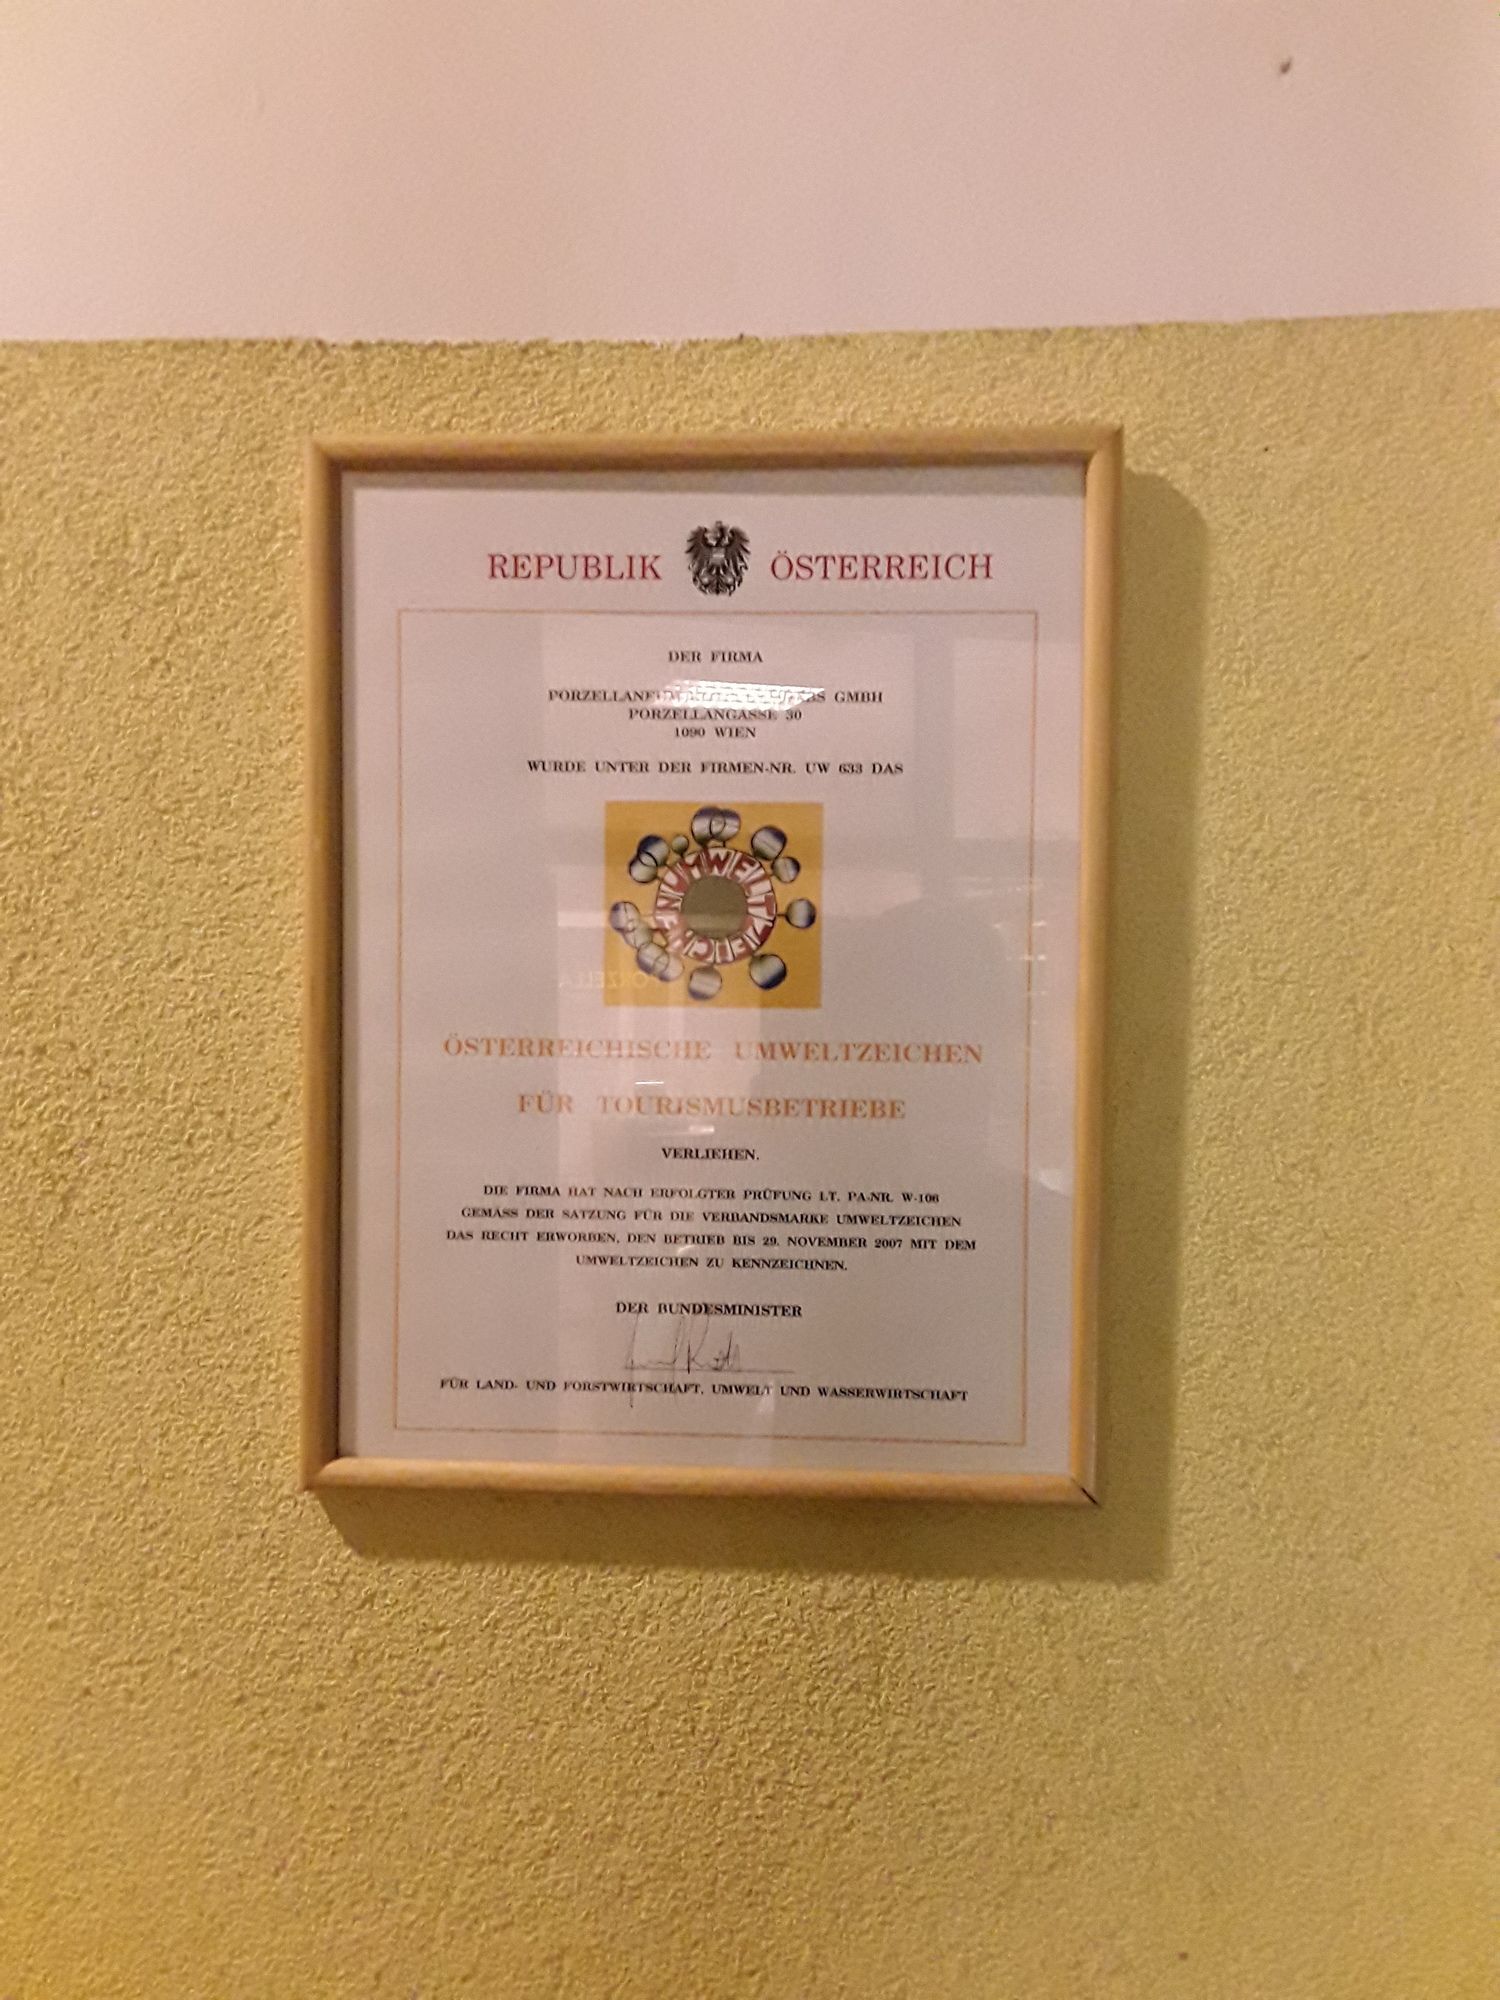 REPUBLIK ÖSTERREICH
DER FIRMA
GMBH
PORZELLANGASSE 30
1090 WIEN
WURDE UNTER DER FIRMEN-NR. UW 633 DAS
UMWELTZEICHEN
ÖSTERREICHISCHE UMWELTZEICHEN
FÜR TOURISMUSBETRIEBE
VERLIEHEN.
DIE FIRMA HAT NACH ERFOLGTER PRÜFUNG LT. PA-NR. W-106
GEMÄSS DER SATZUNG FÜR DIE VERBANDSMARKE UMWELTZEICHEN
DAS RECHT ERWORBEN, DEN BETRIEB BIS 29. NOVEMBER 2007 MIT DEM
UMWELTZEICHEN ZU KENNZEICHNEN.
DER BUNDESMINISTER
FÜR LAND- UND FORSTWIRTSCHAFT, UMWELT UND WASSERWIRTSCHAFT